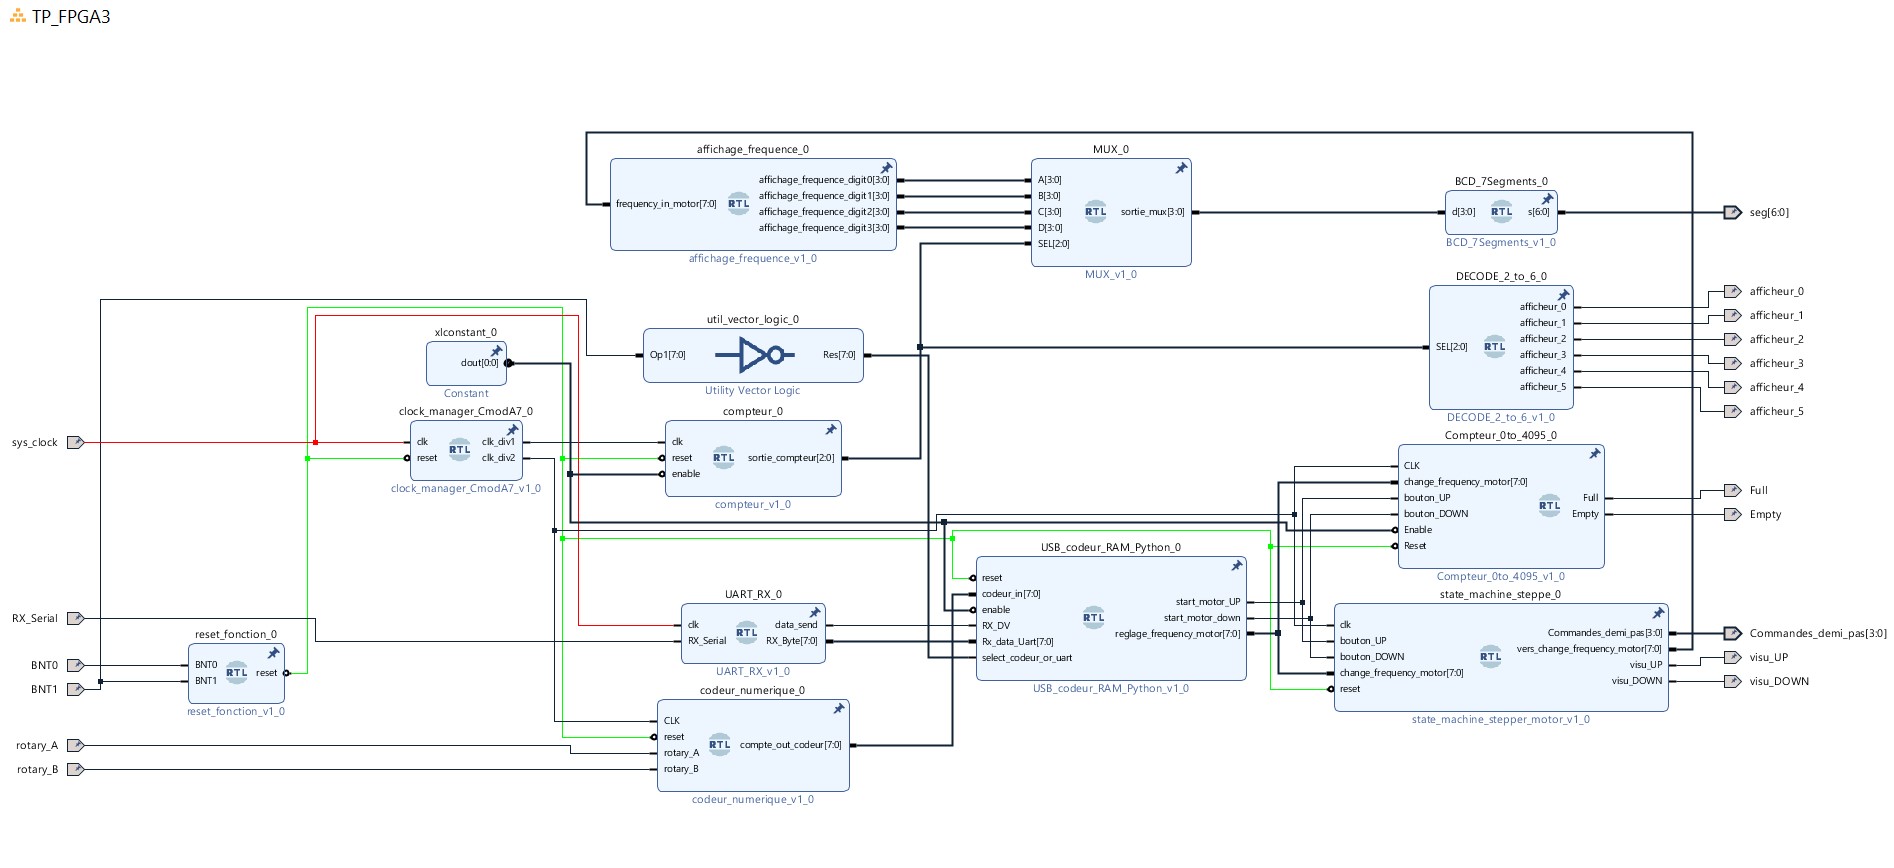 TP_FPGA3
affichage_frequence_0
frequency_in_motor[7:0]
RTL
affichage_frequence_digit0[3:0]
affichage_frequence_digit1[3:0]
affichage_frequence_digit2[3:0]
affichage_frequence_digit3[3:0]
affichage_frequence_v1_0
MUX_0
A[3:0]
B[3:0]
C[3:0]
D[3:0]
SEL[2:0]
RTL
sortie_mux[3:0]
MUX_v1_0
BCD_7Segments_0
d[3:0]
RTL
s[6:0]
BCD_7Segments_v1_0
seg[6:0]
DECODE_2_to_6_0
SEL[2:0]
RTL
afficheur_0
afficheur_1
afficheur_2
afficheur_3
afficheur_4
afficheur_5
DECODE_2_to_6_v1_0
afficheur_0
afficheur_1
afficheur_2
afficheur_3
afficheur_4
afficheur_5
util_vector_logic_0
Op1[7:0]
Res[7:0]
Utility Vector Logic
xlconstant_0
dout[0:0]
Constant
sys_clock
clock_manager_CmodA7_0
clk
reset
RTL
clk_div1
clk_div2
clock_manager_CmodA7_v1_0
compteur_0
clk
reset
enable
RTL
sortie_compteur[2:0]
compteur_v1_0
Compteur_0to_4095_0
CLK
change_frequency_motor[7:0]
bouton_UP
bouton_DOWN
Enable
Reset
RTL
Full
Empty
Compteur_0to_4095_v1_0
Full
Empty
USB_codeur_RAM_Python_0
reset
codeur_in[7:0]
enable
RX_DV
Rx_data_Uart[7:0]
select_codeur_or_uart
RTL
start_motor_UP
start_motor_down
reglage_frequency_motor[7:0]
USB_codeur_RAM_Python_v1_0
RX_Serial
BNT0
BNT1
reset_fonction_0
BNT0
BNT1
RTL
reset
reset_fonction_v1_0
UART_RX_0
clk
RX_Serial
RTL
data_send
RX_Byte[7:0]
UART_RX_v1_0
state_machine_steppe_0
clk
bouton_UP
bouton_DOWN
change_frequency_motor[7:0]
reset
RTL
Commandes_demi_pas[3:0]
vers_change_frequency_motor[7:0]
visu_UP
visu_DOWN
state_machine_stepper_motor_v1_0
Commandes_demi_pas[3:0]
visu_UP
visu_DOWN
rotary_A
rotary_B
codeur_numerique_0
CLK
reset
rotary_A
rotary_B
RTL
compte_out_codeur[7:0]
codeur_numerique_v1_0